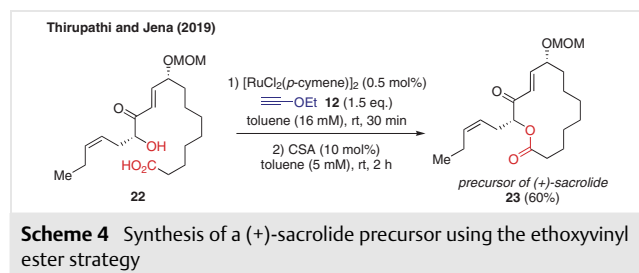 Thirupathi and Jena (2019)
OMOM
O
OH
HO₂C
Me
22
1) [RuCl₂(p-cymene)]₂ (0.5 mol%)
OEt 12 (1.5 eq.)
toluene (16 mM), rt, 30 min
2) CSA (10 mol%)
toluene (5 mM), rt, 2 h
OMOM
O
O
Me
O
precursor of (+)-sacrolide
23 (60%)
Scheme 4 Synthesis of a (+)-sacrolide precursor using the ethoxyvinyl
ester strategy